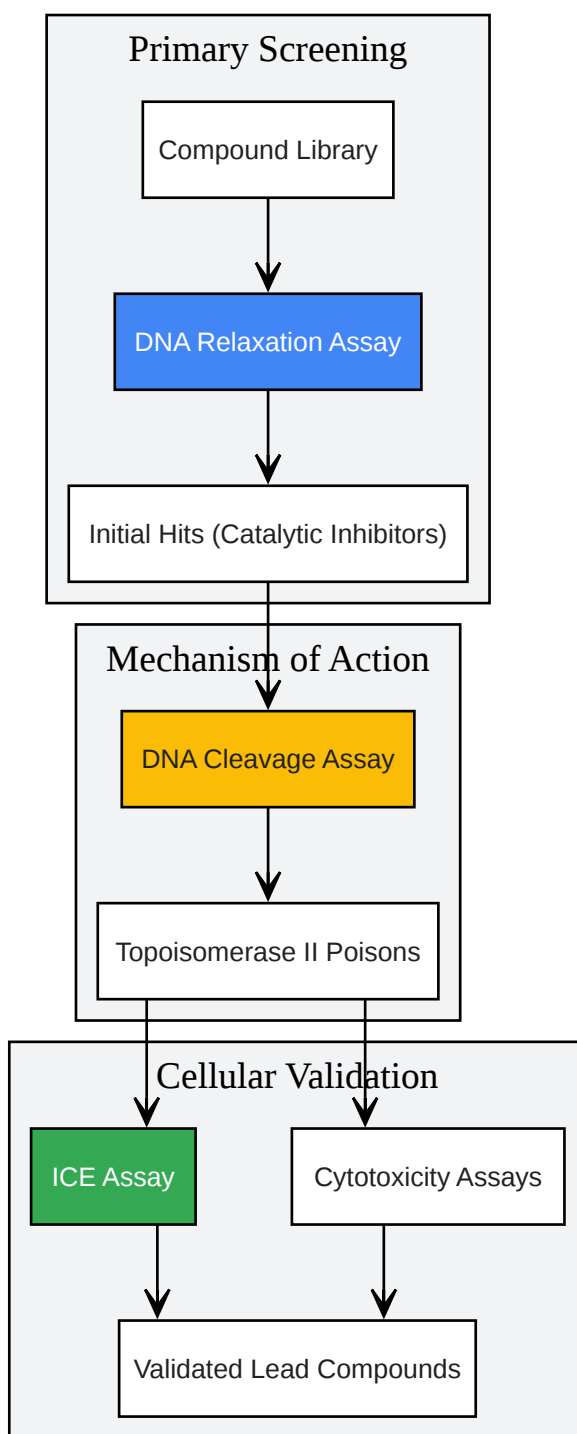 Primary Screening
Compound Library
DNA Relaxation Assay
Initial Hits (Catalytic Inhibitors)
Mechanism of Action
DNA Cleavage Assay
Topoisomerase II Poisons
Cellular Validation
ICE Assay
Cytotoxicity Assays
Validated Lead Compounds